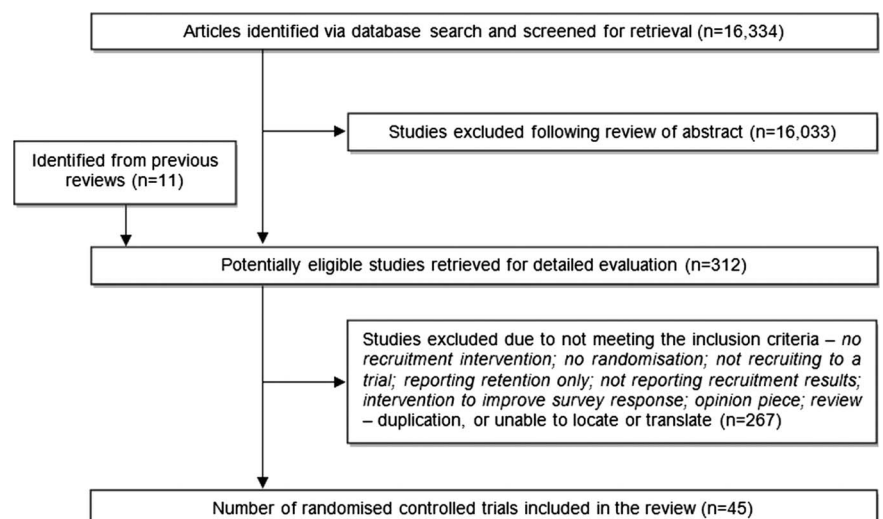 Articles identified via database search and screened for retrieval (n=16,334)
Studies excluded following review of abstract (n=16,033)
Identified from previous
reviews (n=11)
Potentially eligible studies retrieved for detailed evaluation (n=312)
Studies excluded due to not meeting the inclusion criteria – no
recruitment intervention; no randomisation; not recruiting to a
trial; reporting retention only; not reporting recruitment results;
intervention to improve survey response; opinion piece; review
– duplication, or unable to locate or translate (n=267)
Number of randomised controlled trials included in the review (n=45)